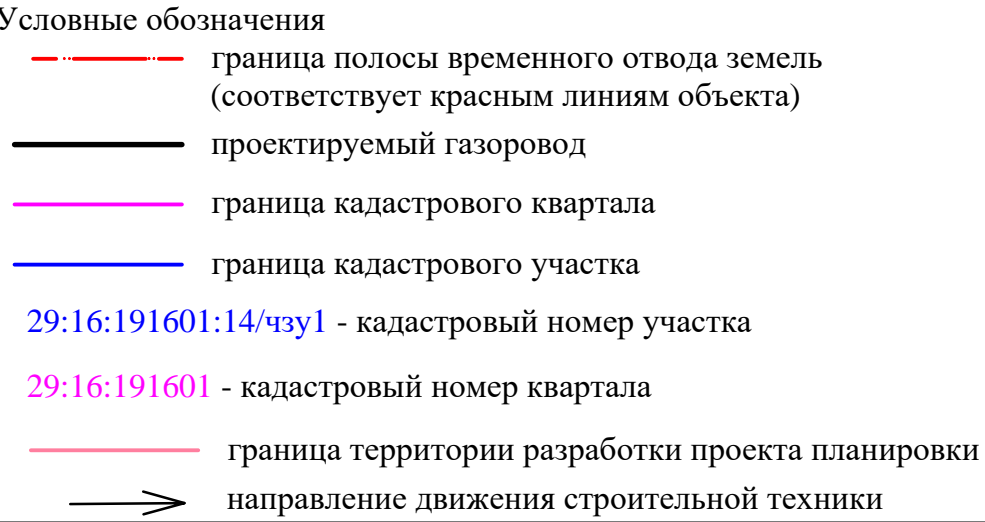 Условные обозначения
граница полосы временного отвода земель
(соответствует красным линиям объекта)
проектируемый газоровод
граница кадастрового квартала
граница кадастрового участка
29:16:191601:14/чзу1 - кадастровый номер участка
29:16:191601 - кадастровый номер квартала
граница территории разработки проекта планировки
направление движения строительной техники